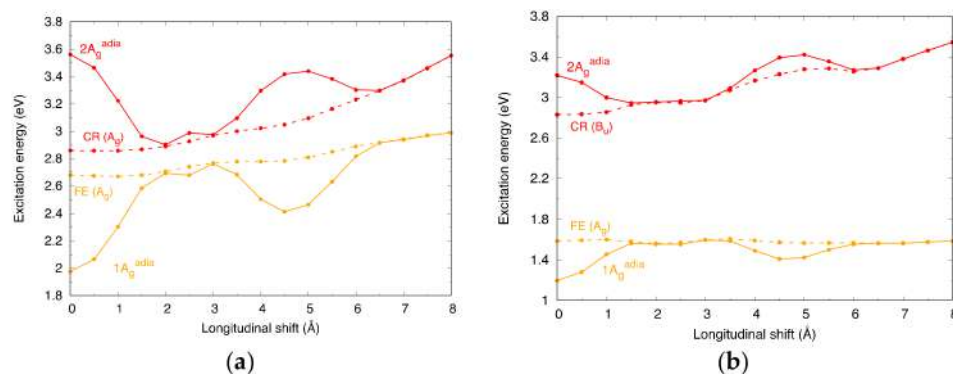 3.8
3.6
3.4
3.2
3
2.8
2.6
2.4
2.2
2
1.8
Excitation energy (eV)
2A_g^adia
CR (A_g)
FE (A_g)
1A_g^adia
0 1 2 3 4 5 6 7 8
Longitudinal shift (Å)
(a)
3.8
3.4
3
2.6
2.2
1.8
1.4
1
Excitation energy (eV)
2A_g^adia
CR (B_u)
FE (A_g)
1A_g^adia
0 1 2 3 4 5 6 7 8
Longitudinal shift (Å)
(b)